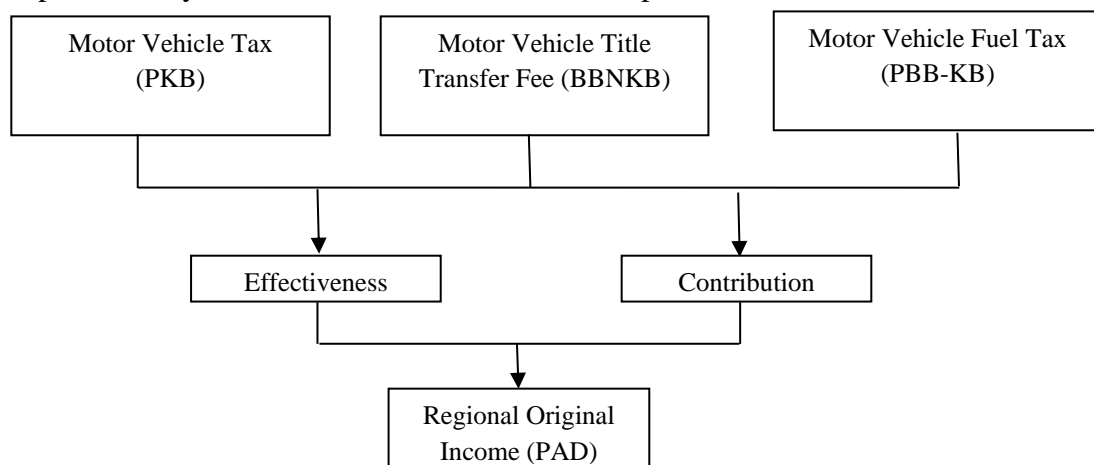 Motor Vehicle Tax
(PKB)
Motor Vehicle Title
Transfer Fee (BBNKB)
Motor Vehicle Fuel Tax
(PBB-KB)
Effectiveness
Contribution
Regional Original
Income (PAD)